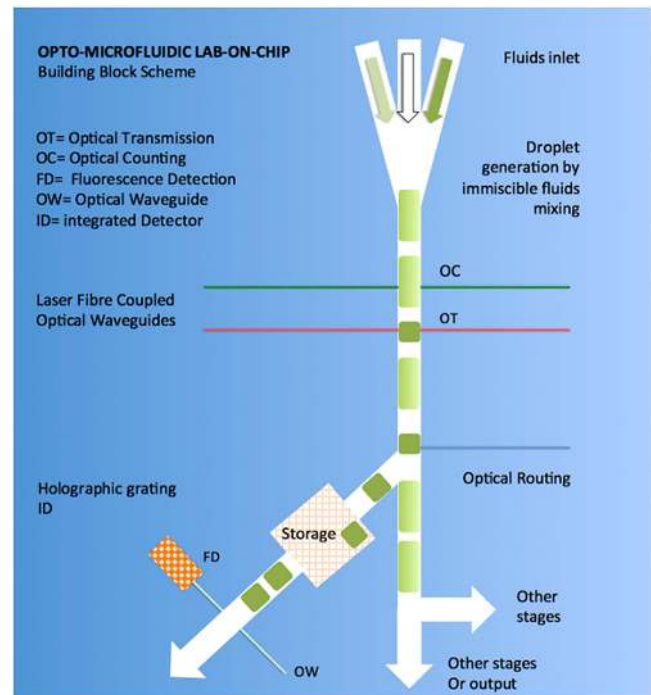 OPTO-MICROFLUIDIC LAB-ON-CHIP
Building Block Scheme
Fluids inlet
OT= Optical Transmission
OC= Optical Counting
FD=  Fluorescence Detection
OW= Optical Waveguide
ID= integrated Detector
Droplet
generation by
immiscible fluids
mixing
OC
Laser Fibre Coupled
Optical Waveguides
OT
Optical Routing
Holographic grating
ID
Storage
FD
Other
stages
OW
Other stages
Or output